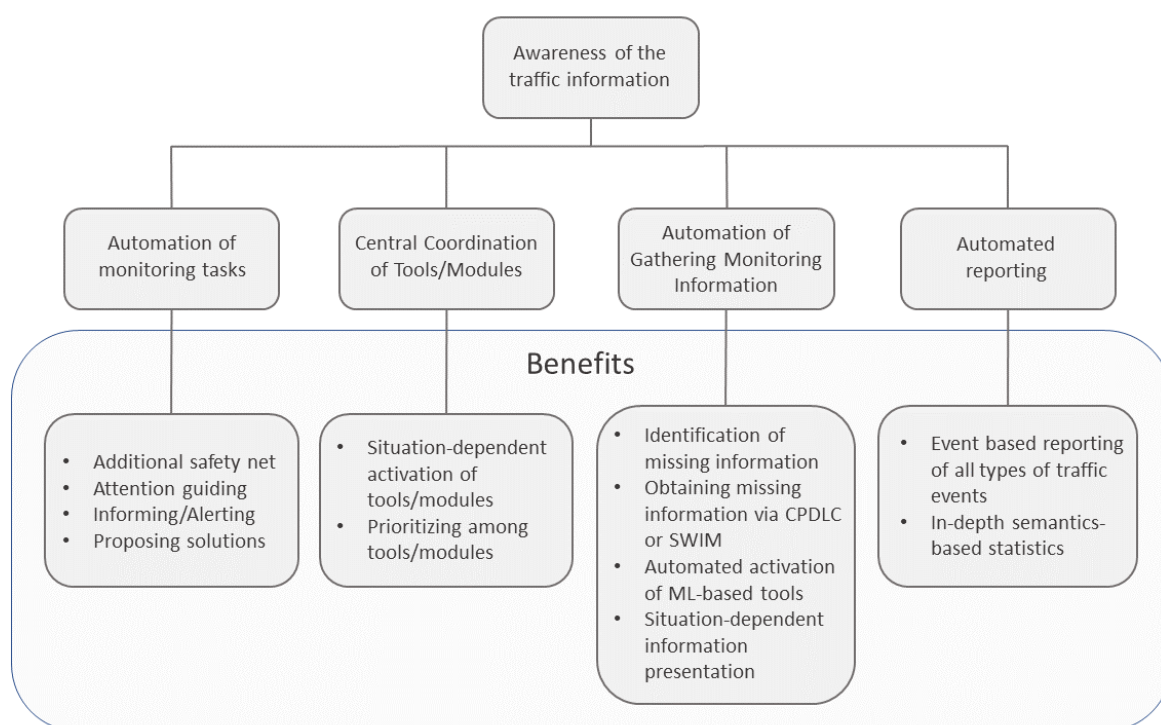 Awareness of the
traffic information
Automation of
monitoring tasks
Central Coordination
of Tools/Modules
Automation of
Gathering Monitoring
Information
Automated
reporting
Benefits
• Additional safety net
• Attention guiding
• Informing/Alerting
• Proposing solutions
• Situation-dependent
activation of
tools/modules
• Prioritizing among
tools/modules
• Identification of
missing information
• Obtaining missing
information via CPDLC
or SWIM
• Automated activation
of ML-based tools
• Situation-dependent
information
presentation
• Event based reporting
of all types of traffic
events
• In-depth semantics-
based statistics